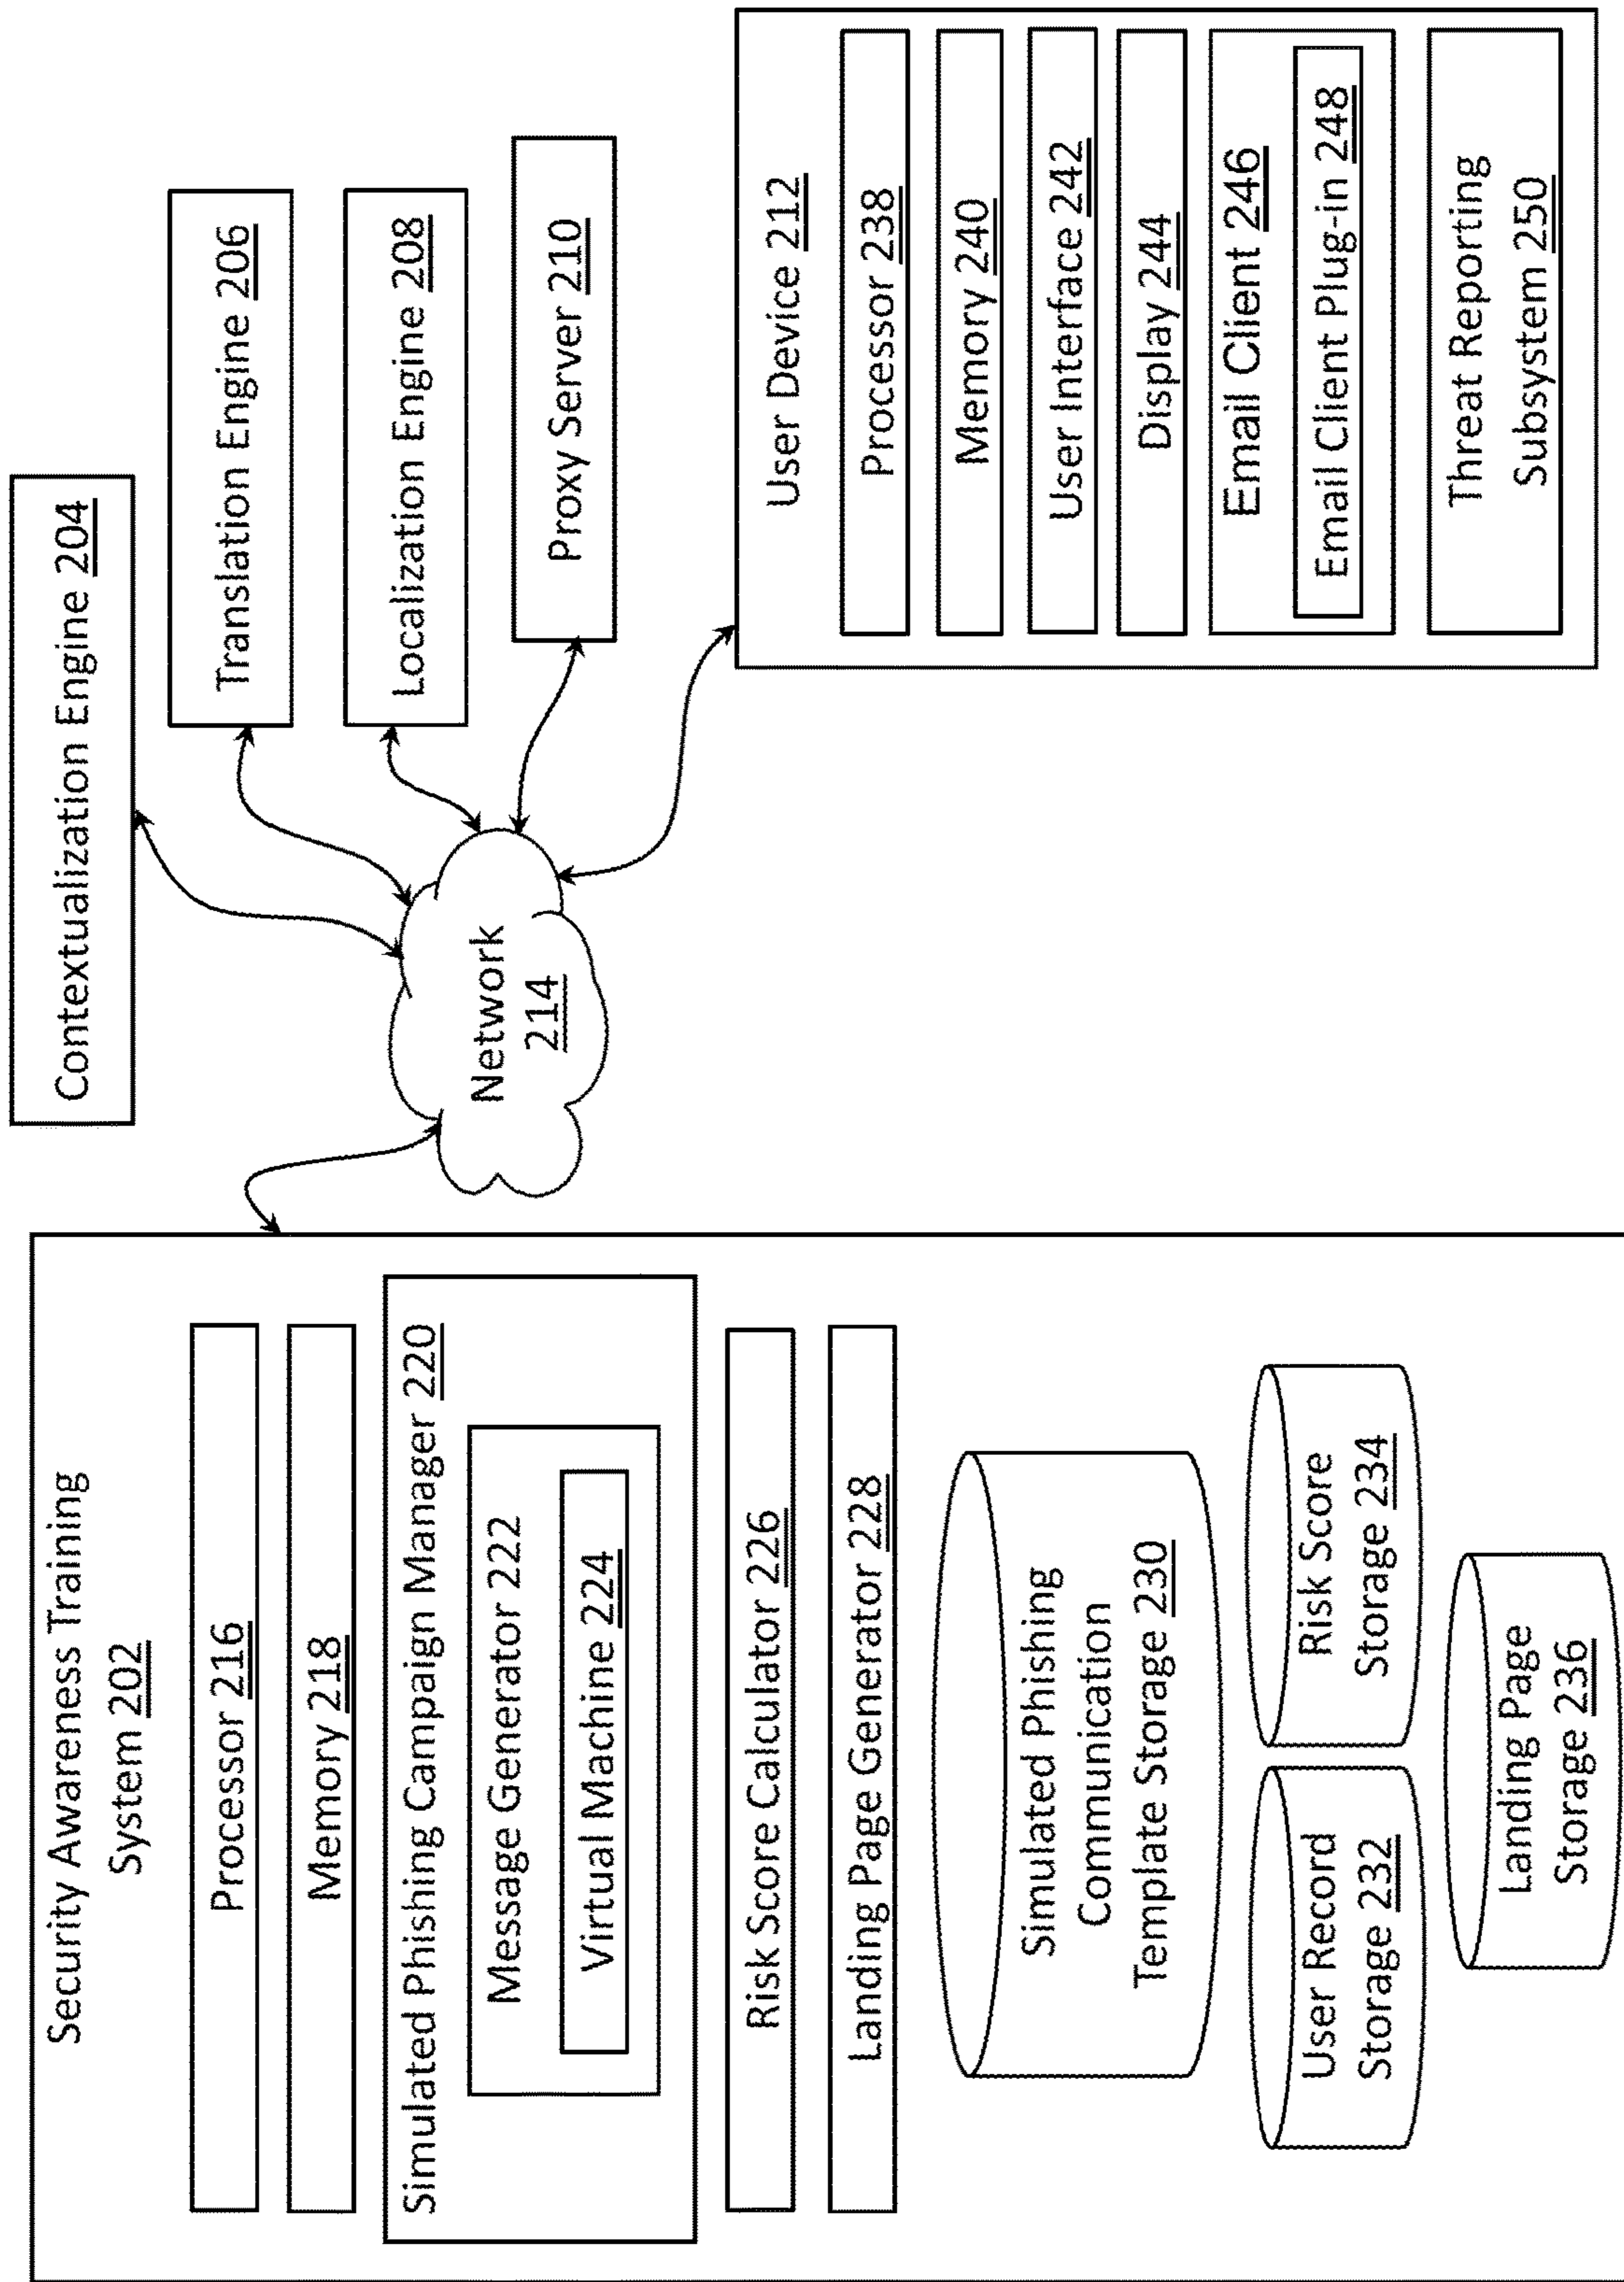 Security Awareness Training
System 202
Processor 216
Memory 218
Simulated Phishing Campaign Manager 220
Message Generator 222
Virtual Machine 224
Risk Score Calculator 226
Landing Page Generator 228
Simulated Phishing
Communication
Template Storage 230
User Record
Storage 232
Risk Score
Storage 234
Landing Page
Storage 236
Network
214
Contextualization Engine 204
Translation Engine 206
Localization Engine 208
Proxy Server 210
User Device 212
Processor 238
Memory 240
User Interface 242
Display 244
Email Client 246
Email Client Plug-in 248
Threat Reporting
Subsystem 250